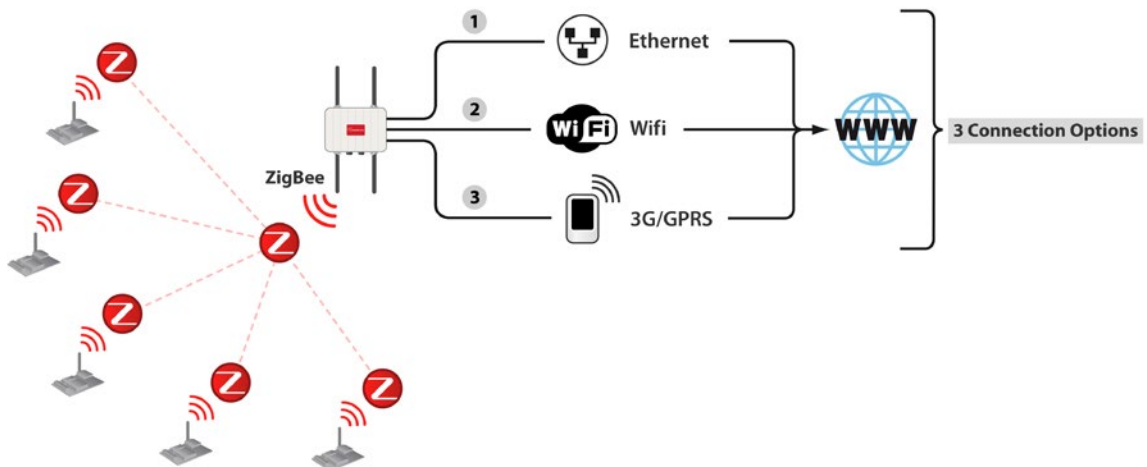 1
Ethernet
2
Wi Fi
Wifi
ZigBee
3
3G/GPRS
WWW
3 Connection Options
Z
Z
Z
Z
Z
Z